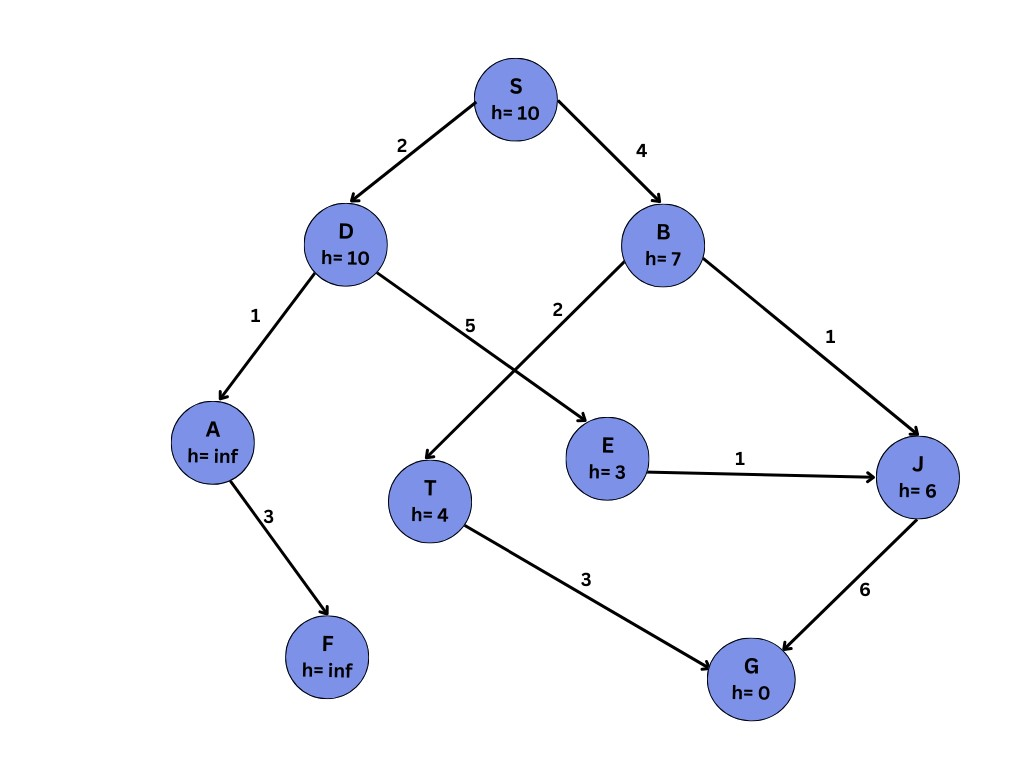 S
h= 10
2
4
D
h= 10
B
h= 7
1
5
2
1
A
h= inf
E
h= 3
1
J
h= 6
T
h= 4
3
3
6
F
h= inf
G
h= 0